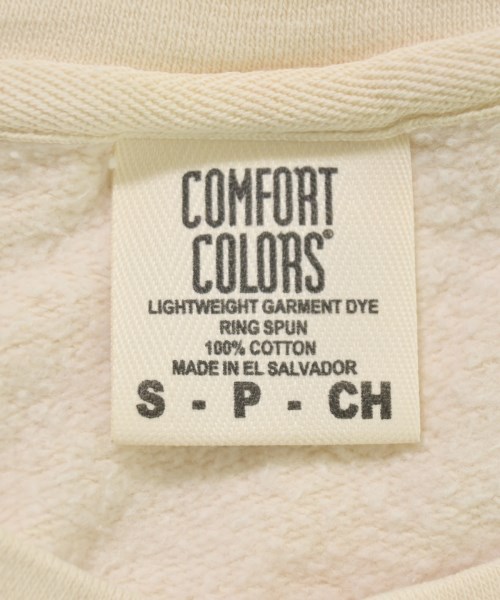 COMFORT
COLORS®
LIGHTWEIGHT GARMENT DYE
RING SPUN
100% COTTON
MADE IN EL SALVADOR
S - P - CH